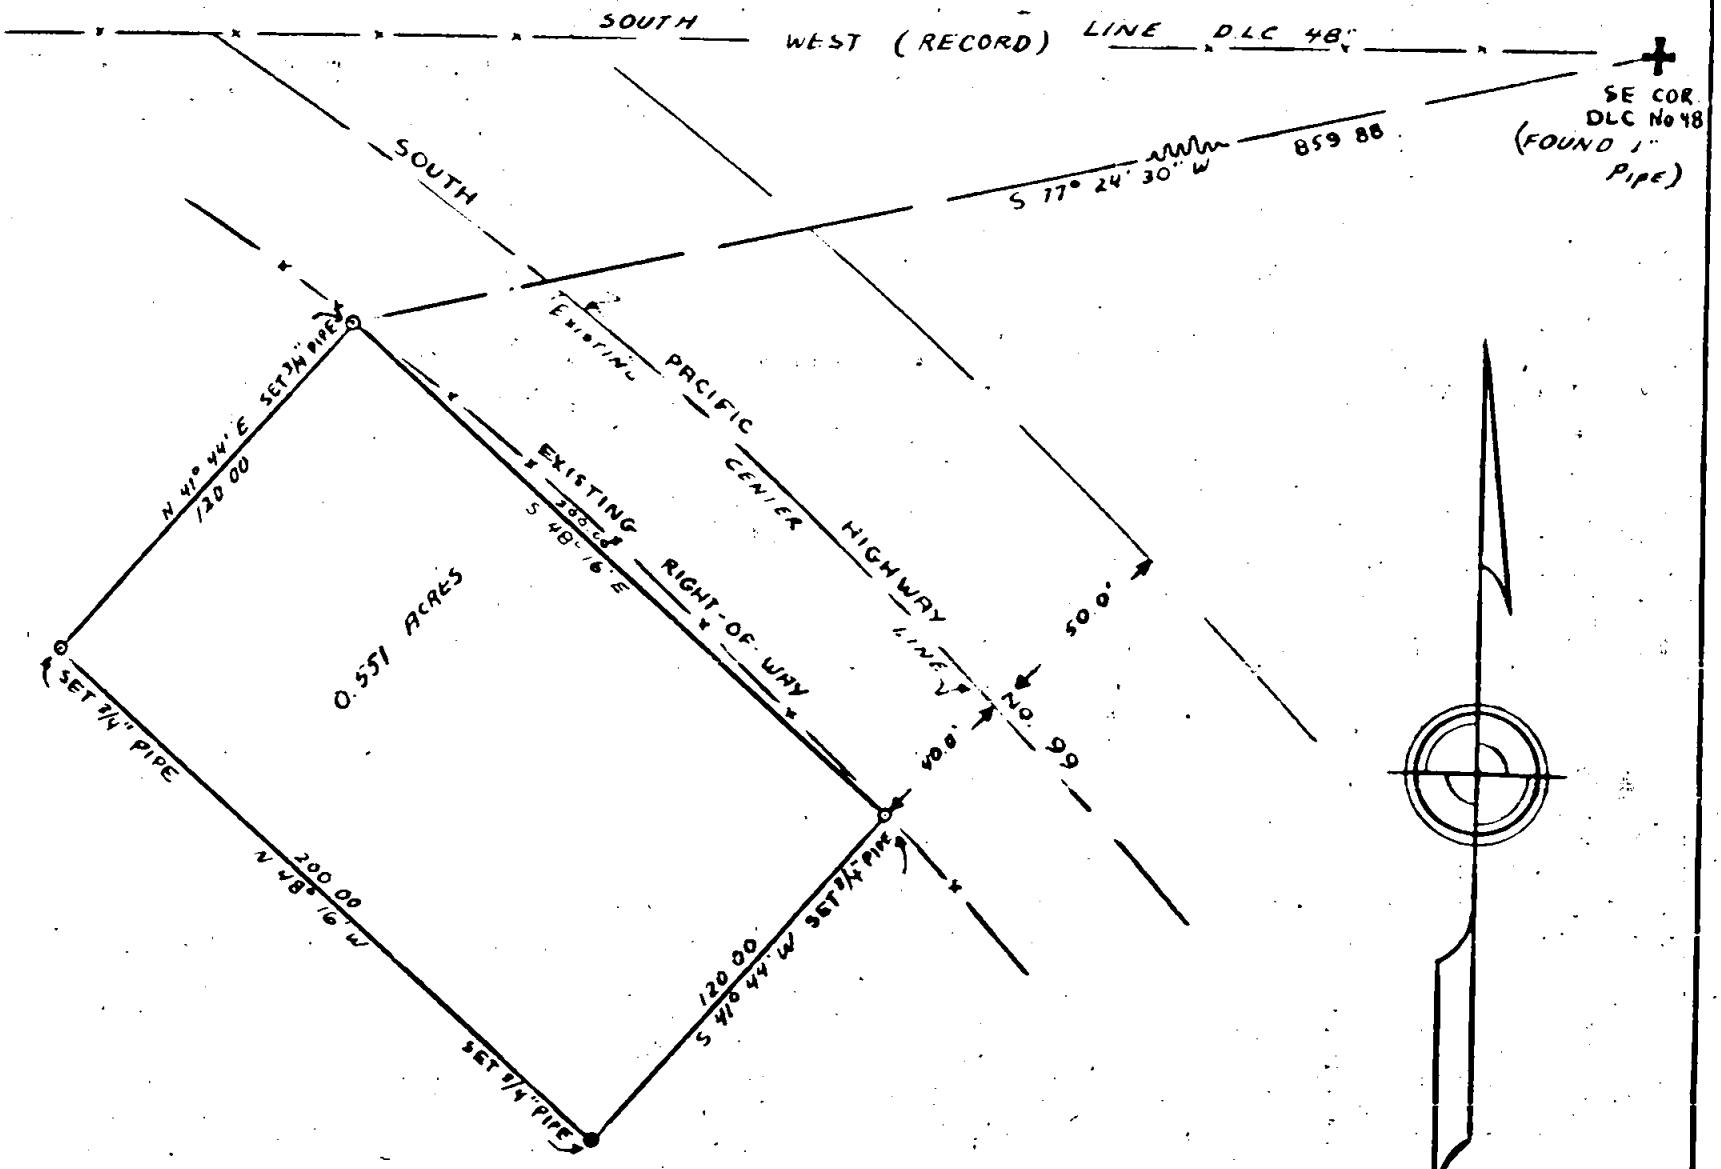 SOUTH
WEST (RECORD) LINE DLC 48
SE COR
DLC No 48
(FOUND 1"
PIPE)
859 88
S 77° 24' 30" W
SOUTH
PACIFIC
HIGHWAY
NO. 99
EXISTING
CENTER
LINE
SET 3/4" PIPE
N 41° 44' E
120 00
EXISTING
RIGHT-OF WAY
200.00
S 48° 16' E
50.0'
40.0'
0.551 ACRES
SET 3/4" PIPE
200 00
N 48° 16' W
SET 3/4" PIPE
120 00
S 41° 44' W
SET 3/4" PIPE